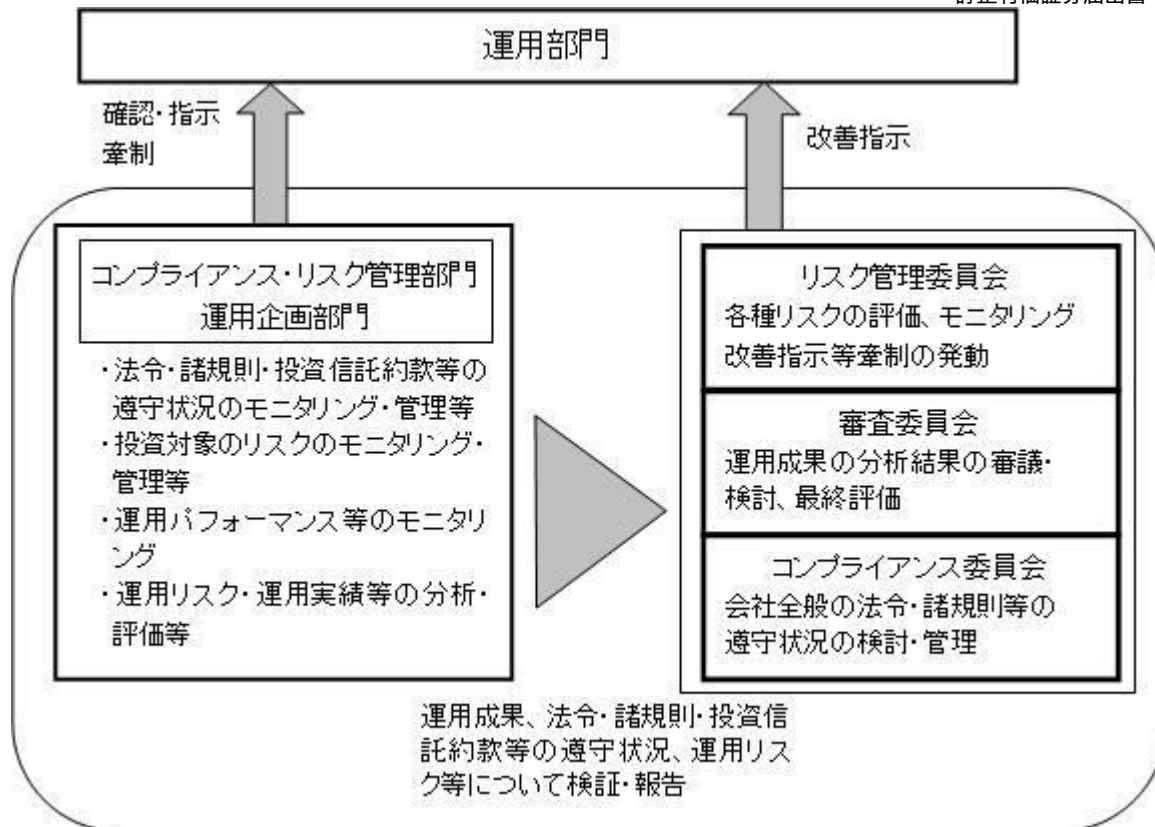 運用部門
確認・指示
牽制
改善指示
コンプライアンス・リスク管理部門
運用企画部門
・法令・諸規則・投資信託約款等の
遵守状況のモニタリング・管理等
・投資対象のリスクのモニタリング・
管理等
・運用パフォーマンス等のモニタリ
ング
・運用リスク・運用実績等の分析・
評価等
リスク管理委員会
各種リスクの評価、モニタリング
改善指示等牽制の発動
審査委員会
運用成果の分析結果の審議・
検討、最終評価
コンプライアンス委員会
会社全般の法令・諸規則等の
遵守状況の検討・管理
運用成果、法令・諸規則・投資信
託約款等の遵守状況、運用リス
ク等について検証・報告